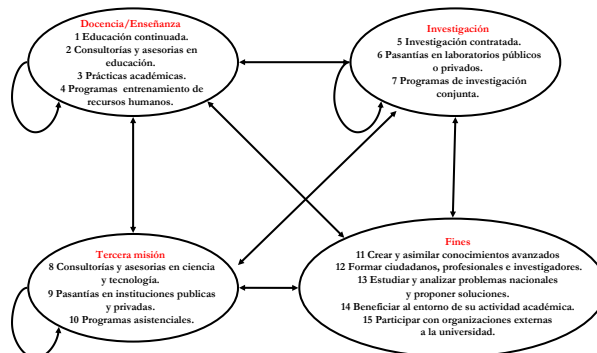 Docencia/Enseñanza
1 Educación continuada.
2 Consultorías y asesorias en
educación.
3 Prácticas académicas.
4 Programas entrenamiento de
recursos humanos.
Investigación
5 Investigación contratada.
6 Pasantías en laboratorios públicos
o privados.
7 Programas de investigación
conjunta.
Tercera misión
8 Consultorías y asesorias en ciencia
y tecnología.
9 Pasantías en instituciones publicas
y privadas.
10 Programas asistenciales.
Fines
11 Crear y asimilar conocimientos avanzados
12 Formar ciudadanos, profesionales e investigadores.
13 Estudiar y analizar problemas nacionales
y proponer soluciones.
14 Beneficiar al entorno de su actividad académica.
15 Participar con organizaciones externas
a la universidad.